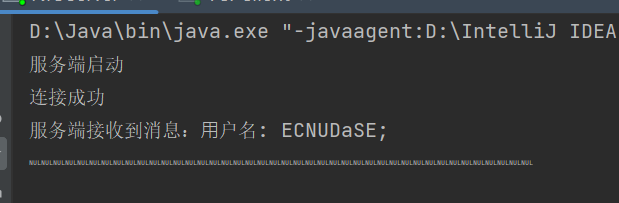 D:\Java\bin\java.exe "-javaagent:D:\IntelliJ IDEA
服务端启动
连接成功
服务端接收到消息：用户名: ECNUDaSE;
NULNULNULNULNULNULNULNULNULNULNULNULNULNULNULNULNULNULNULNULNULNULNULNULNULNULNULNULNULNULNULNULNULNULNULNULNULNULNULNULNULNUL